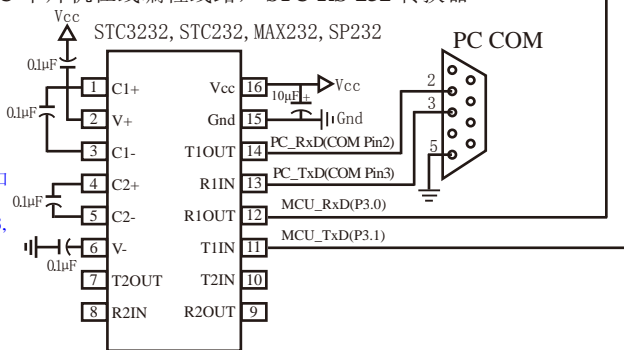 STC RS-232 转换器
Vcc
STC3232, STC232, MAX232, SP232
PC COM
0.1μF
1 C1+ Vcc 16 Vcc
10μF +
0.1μF
2 V+ Gnd 15 Gnd
2
3
5
3 C1- T1OUT 14 PC_RxD(COM Pin2)
4 C2+ R1IN 13 PC_TxD(COM Pin3)
0.1μF
5 C2- R1OUT 12 MCU_RxD(P3.0)
6 V- T1IN 11 MCU_TxD(P3.1)
0.1μF
7 T2OUT T2IN 10
8 R2IN R2OUT 9